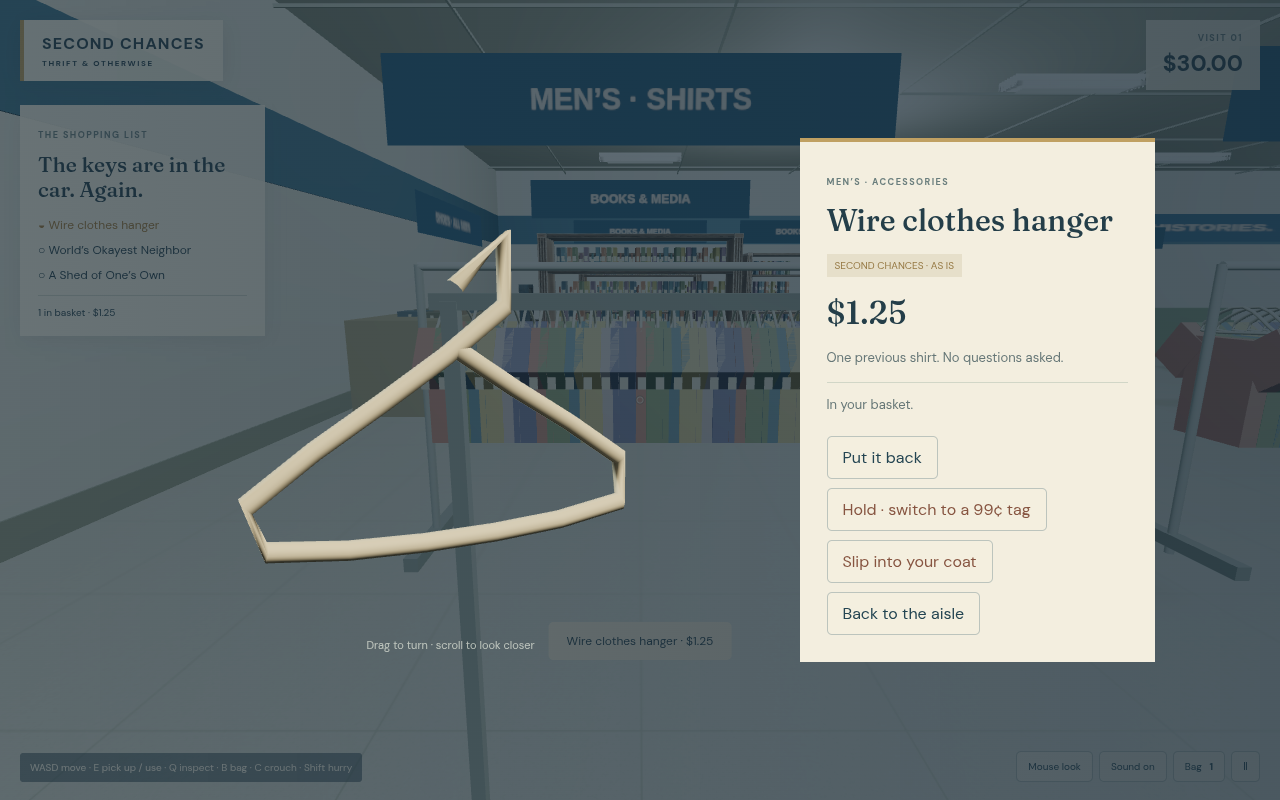 SECOND CHANCES
THRIFT & OTHERWISE
VISIT 01
$30.00
MEN'S · SHIRTS
BOOKS & MEDIA
BOOKS & MEDIA
THE SHOPPING LIST
The keys are in the
car. Again.
Wire clothes hanger
World's Okayest Neighbor
A Shed of One's Own
1 in basket · $1.25
MEN'S · ACCESSORIES
Wire clothes hanger
SECOND CHANCES · AS IS
$1.25
One previous shirt. No questions asked.
In your basket.
Put it back
Hold · switch to a 99¢ tag
Slip into your coat
Back to the aisle
Drag to turn · scroll to look closer
Wire clothes hanger · $1.25
WASD move · E pick up / use · Q inspect · B bag · C crouch · Shift hurry
Mouse look
Sound on
Bag 1